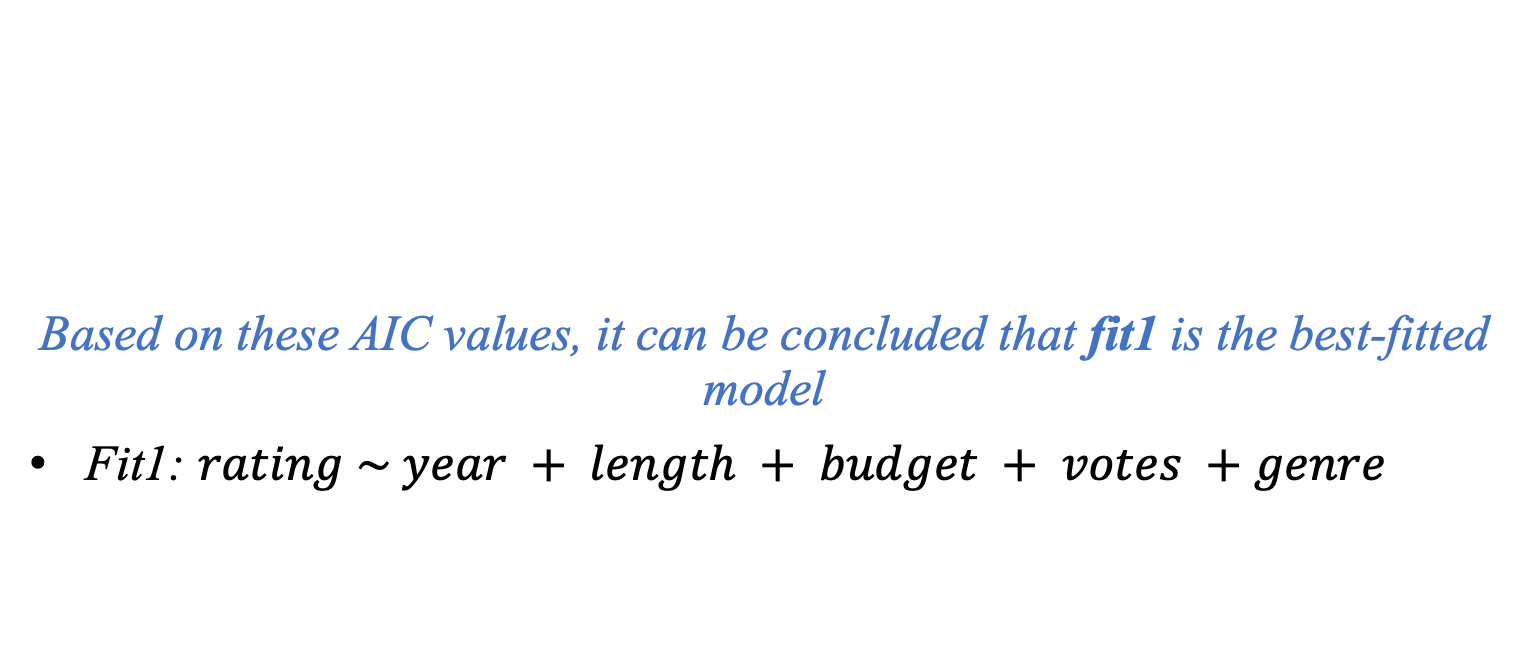 Based on these AIC values, it can be concluded that fit1 is the best-fitted
model
• Fit1: rating ~ year + length + budget + votes + genre